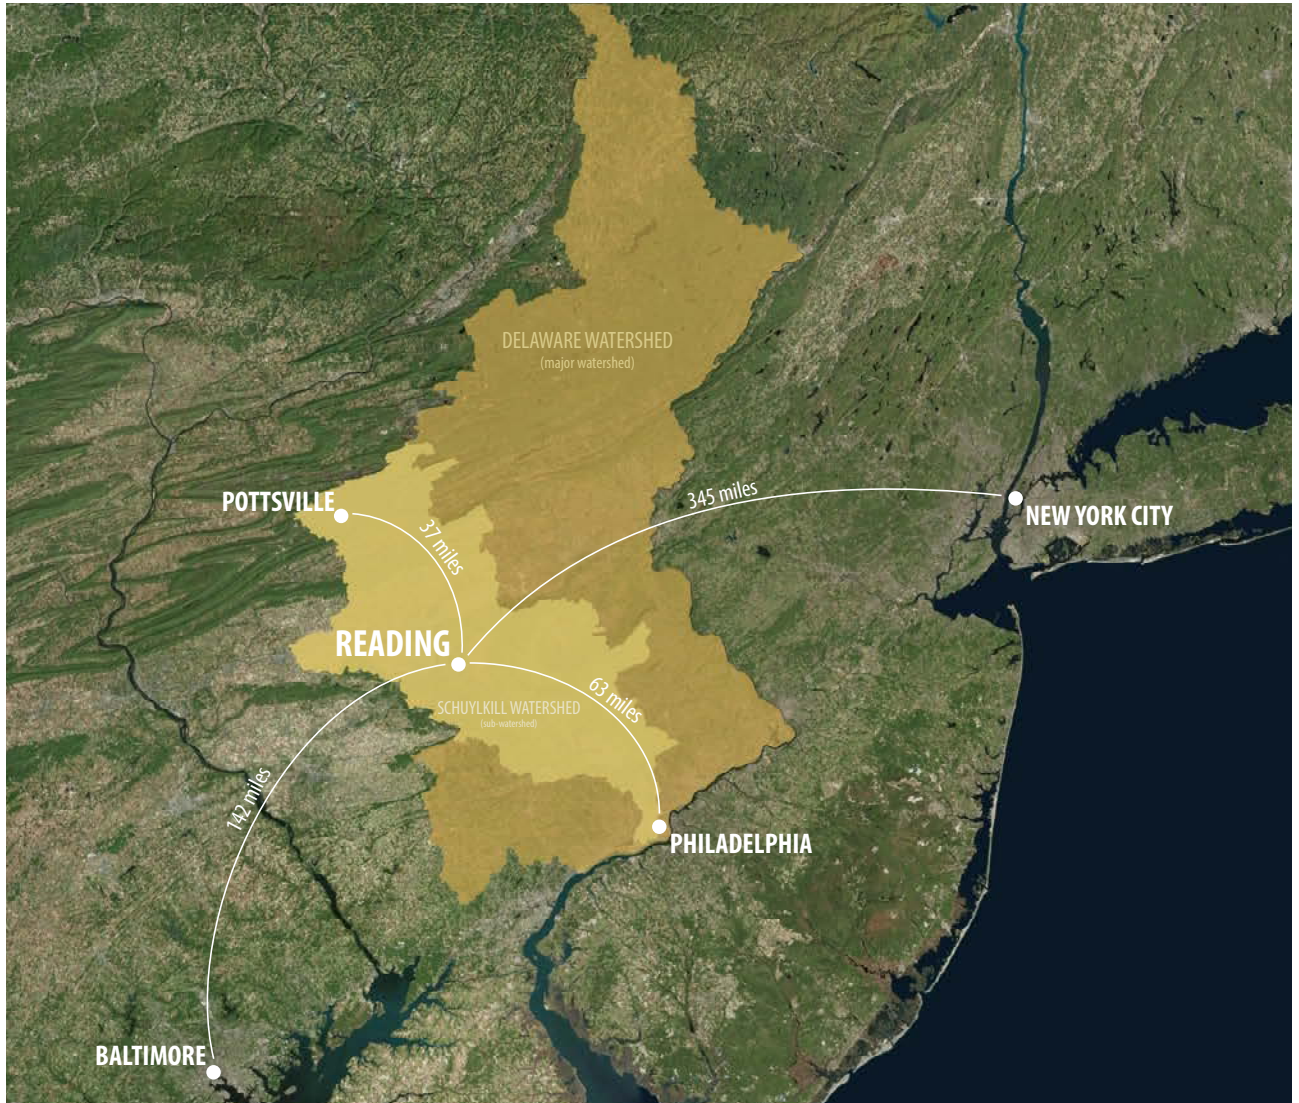 DELAWARE WATERSHED
(major watershed)
POTTSVILLE
345 miles
NEW YORK CITY
37 miles
READING
63 miles
SCHUYLKILL WATERSHED
(sub-watershed)
142 miles
PHILADELPHIA
BALTIMORE